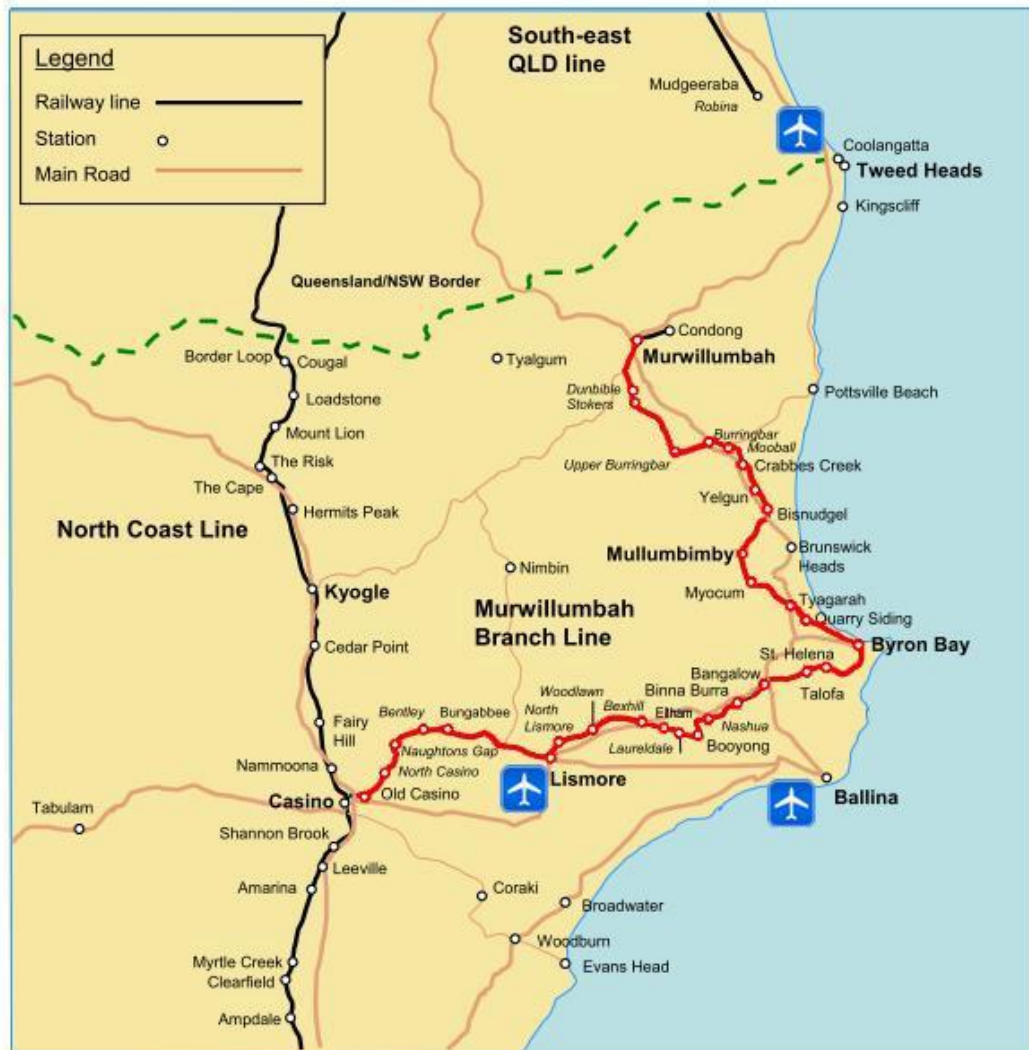 Legend
Railway line
Station
Main Road
South-east
QLD line
Mudgeeraba
Robina
Coolangatta
Tweed Heads
Kingscliff
Queensland/NSW Border
Condong
Murwillumbah
Border Loop
Cougal
Tyalgum
Loadstone
Dunbible
Stokers
Pottsville Beach
Mount Lion
Burringbar
Mooball
Upper Burringbar
Crabbes Creek
The Risk
The Cape
Yelgun
Hermits Peak
Bisnudgel
North Coast Line
Mullumbimby
Brunswick
Heads
Nimbin
Kyogle
Myocum
Murwillumbah
Branch Line
Tyagarah
Quarry Siding
Cedar Point
Byron Bay
St. Helena
Bangalow
Talofa
Binna Burra
Woodlawn
Bexhill
North
Lismore
Eltham
Nashua
Bentley
Bungabbee
Fairy
Hill
Naughtons Gap
Laureldale
Booyong
Nammoona
North Casino
Lismore
Casino
Old Casino
Ballina
Tabulam
Shannon Brook
Leeville
Amarina
Coraki
Broadwater
Woodburn
Myrtle Creek
Evans Head
Clearfield
Ampdale